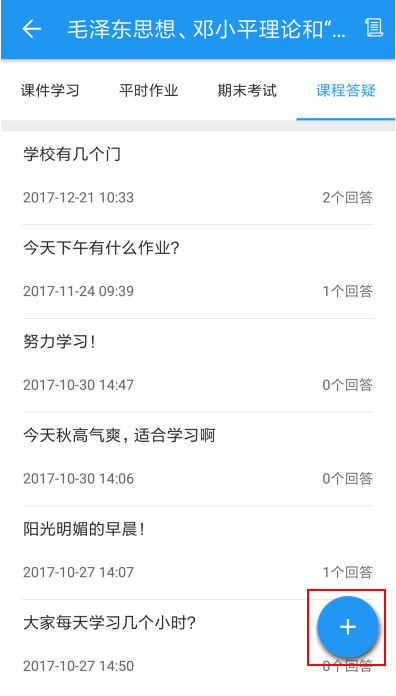 毛泽东思想、邓小平理论和“...
课件学习 平时作业 期末考试 课程答疑
学校有几个门
2017-12-21 10:33 2个回答
今天下午有什么作业?
2017-11-24 09:39 1个回答
努力学习!
2017-10-30 14:47 0个回答
今天秋高气爽，适合学习啊
2017-10-30 14:06 0个回答
阳光明媚的早晨!
2017-10-27 14:07 1个回答
大家每天学习几个小时?
2017-10-27 14:50 0个回答